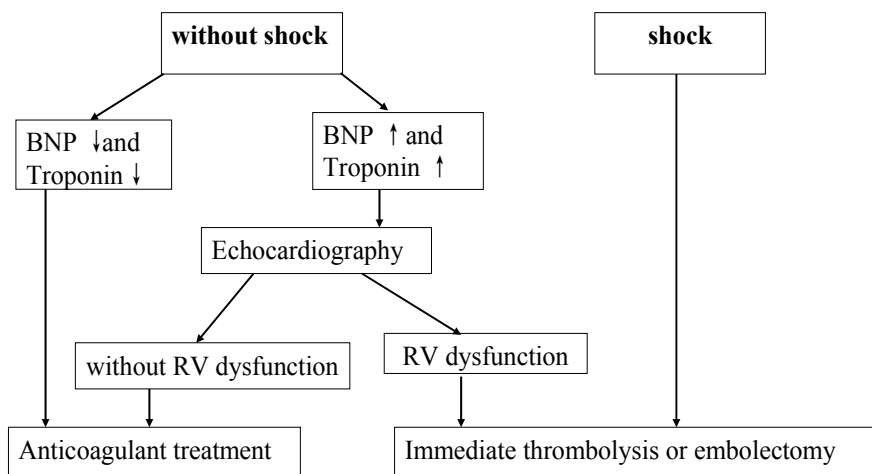 without shock
shock
BNP ↓and
Troponin ↓
BNP ↑ and
Troponin ↑
Echocardiography
without RV dysfunction
RV dysfunction
Anticoagulant treatment
Immediate thrombolysis or embolectomy